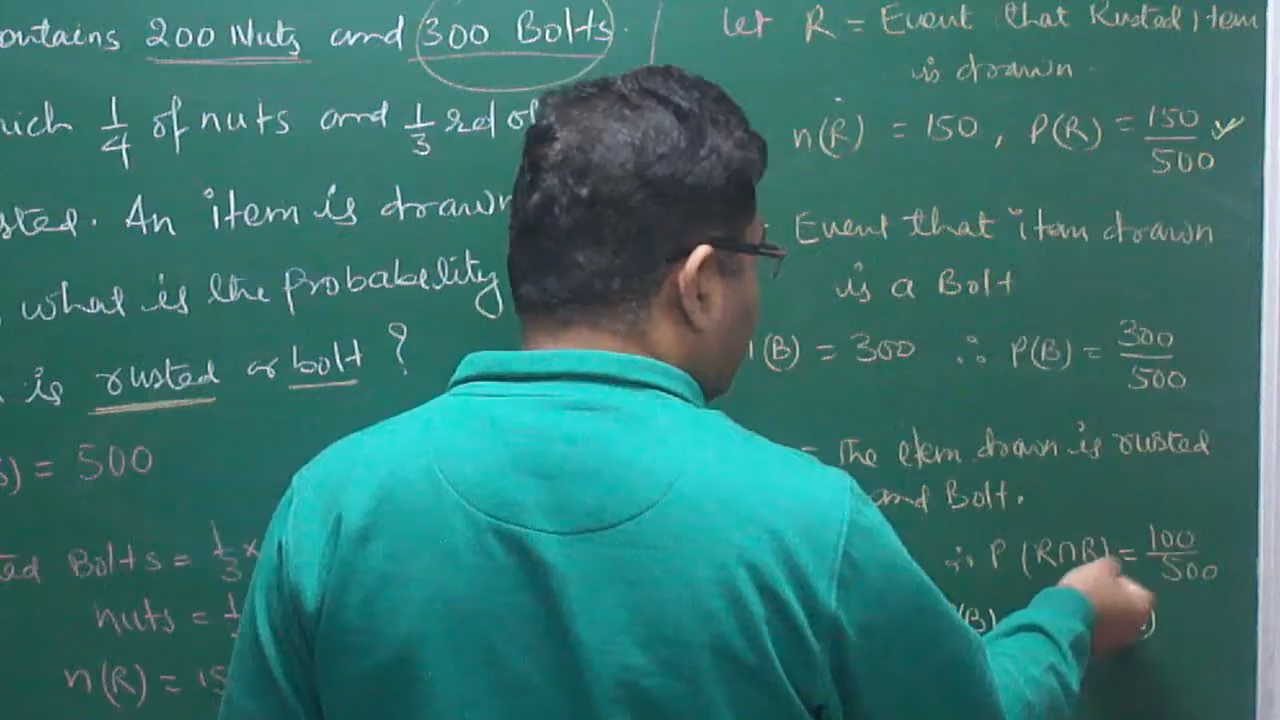 ontains 200 Nuts and 300 Bolts.
hich 1/4 of nuts and 1/3 rd of
sted. An item is drawn
, what is the Probability
is rusted or bolt ?
) = 500
ed Bolts = 1/3 ×
nuts =
n(R) = 15
Let R = Event that Rusted item
is drawn.
n(R) = 150, P(R) = 150/500 ✓
Event that item drawn
is a Bolt
(B) = 300 ∴ P(B) = 300/500
= The item drawn is rusted
and Bolt.
∴ P(R∩B) = 100/500
(B) )